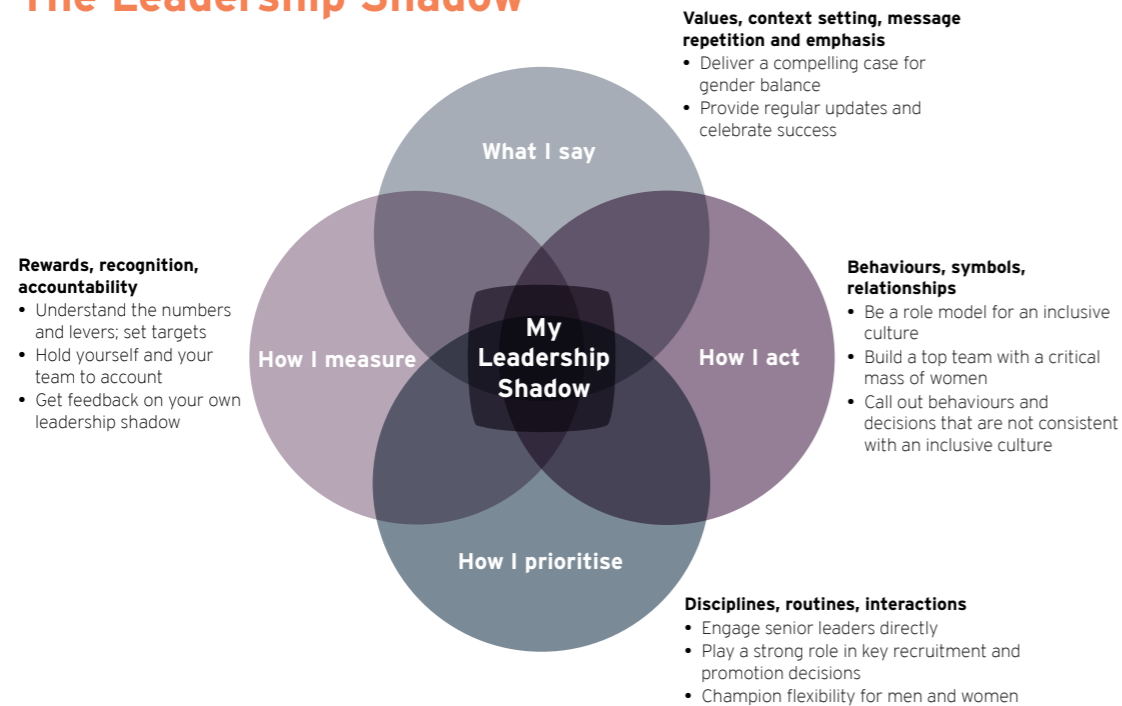 The Leadership Shadow
Values, context setting, message
repetition and emphasis
• Deliver a compelling case for
gender balance
• Provide regular updates and
celebrate success
What I say
Rewards, recognition,
accountability
• Understand the numbers
and levers; set targets
• Hold yourself and your
team to account
• Get feedback on your own
leadership shadow
How I measure
My
Leadership
Shadow
How I act
Behaviours, symbols,
relationships
• Be a role model for an inclusive
culture
• Build a top team with a critical
mass of women
• Call out behaviours and
decisions that are not consistent
with an inclusive culture
How I prioritise
Disciplines, routines, interactions
• Engage senior leaders directly
• Play a strong role in key recruitment and
promotion decisions
• Champion flexibility for men and women